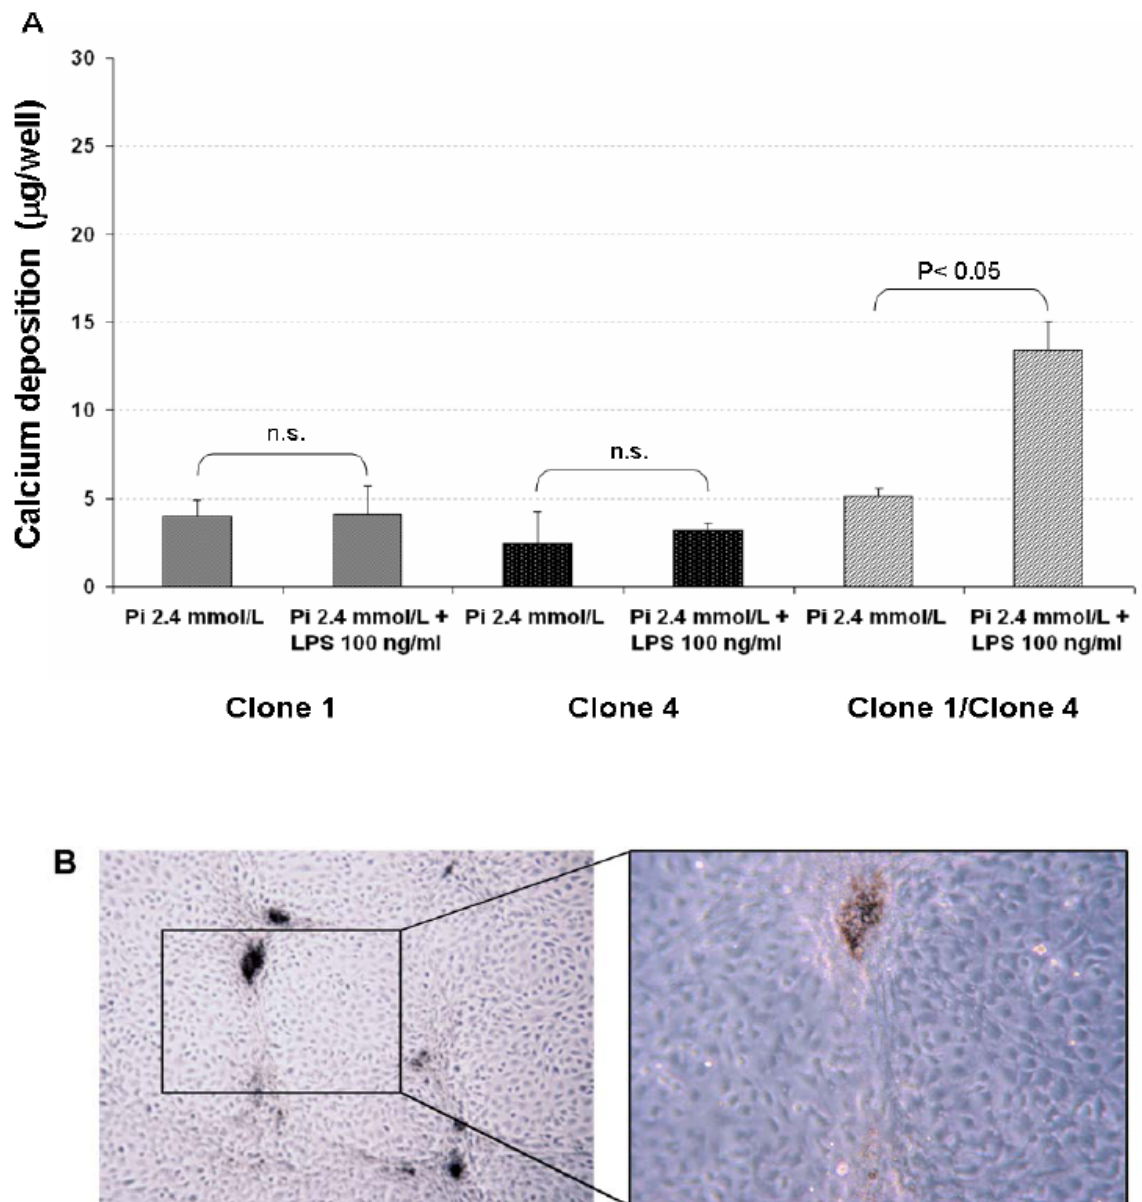 A
30
25
20
15
10
5
0
Calcium deposition (µg/well)
n.s.
n.s.
P< 0.05
Pi 2.4 mmol/L
Pi 2.4 mmol/L +
LPS 100 ng/ml
Pi 2.4 mmol/L
Pi 2.4 mmol/L +
LPS 100 ng/ml
Pi 2.4 mmol/L
Pi 2.4 mmol/L +
LPS 100 ng/ml
Clone 1
Clone 4
Clone 1/Clone 4
B